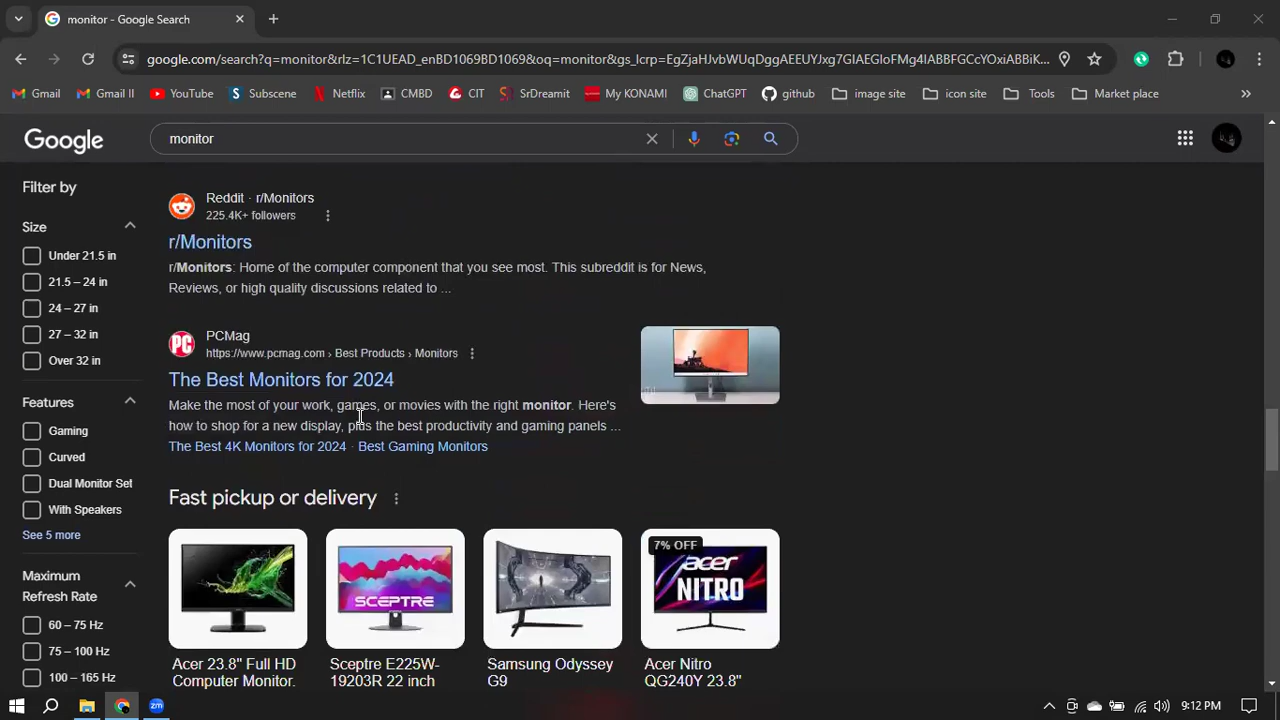 monitor - Google Search
google.com/search?q=monitor&rlz=1C1UEAD_enBD1069BD1069&oq=monitor&gs_lcrp=EgZjaHJvbWUqDggAEEUYJxg7GIAEGIoFMg4IABBFGCcYOxiABBiK...
Gmail
Gmail II
YouTube
Subscene
Netflix
CMBD
CIT
SrDreamit
My KONAMI
ChatGPT
github
image site
icon site
Tools
Market place
Google
monitor
Filter by
Size
Under 21.5 in
21.5 – 24 in
24 – 27 in
27 – 32 in
Over 32 in
Features
Gaming
Curved
Dual Monitor Set
With Speakers
See 5 more
Maximum
Refresh Rate
60 – 75 Hz
75 – 100 Hz
100 – 165 Hz
Reddit · r/Monitors
225.4K+ followers
r/Monitors
r/Monitors: Home of the computer component that you see most. This subreddit is for News,
Reviews, or high quality discussions related to ...
PC
PCMag
https://www.pcmag.com › Best Products › Monitors
The Best Monitors for 2024
Make the most of your work, games, or movies with the right monitor. Here's
how to shop for a new display, plus the best productivity and gaming panels ...
The Best 4K Monitors for 2024 · Best Gaming Monitors
Fast pickup or delivery
SCEPTRE
7% OFF
acer
NITRO
Acer 23.8" Full HD
Computer Monitor.
Sceptre E225W-
19203R 22 inch
Samsung Odyssey
G9
Acer Nitro
QG240Y 23.8"
zm
9:12 PM